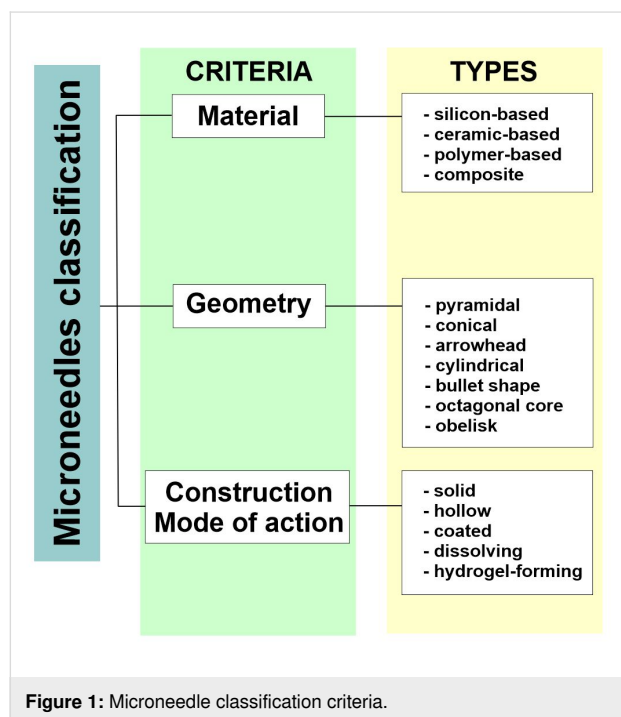 Microneedles classification
CRITERIA
TYPES
Material
- silicon-based
- ceramic-based
- polymer-based
- composite
Geometry
- pyramidal
- conical
- arrowhead
- cylindrical
- bullet shape
- octagonal core
- obelisk
Construction
Mode of action
- solid
- hollow
- coated
- dissolving
- hydrogel-forming
Figure 1: Microneedle classification criteria.